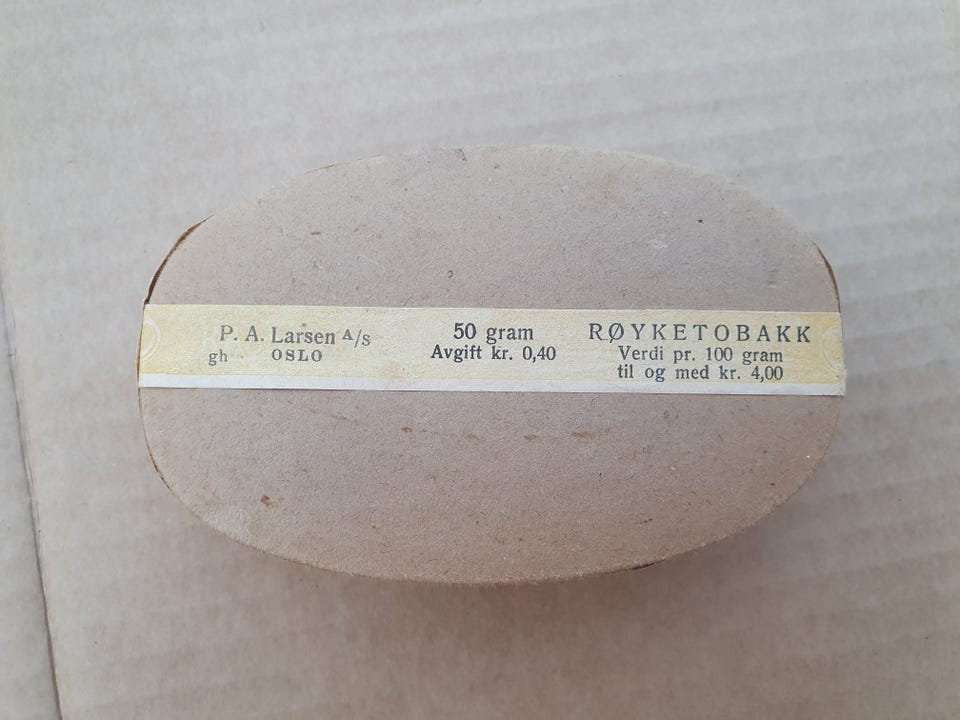 P. A. Larsen A/s
gh OSLO
50 gram
Avgift kr. 0,40
RØYKETOBAKK
Verdi pr. 100 gram
til og med kr. 4,00